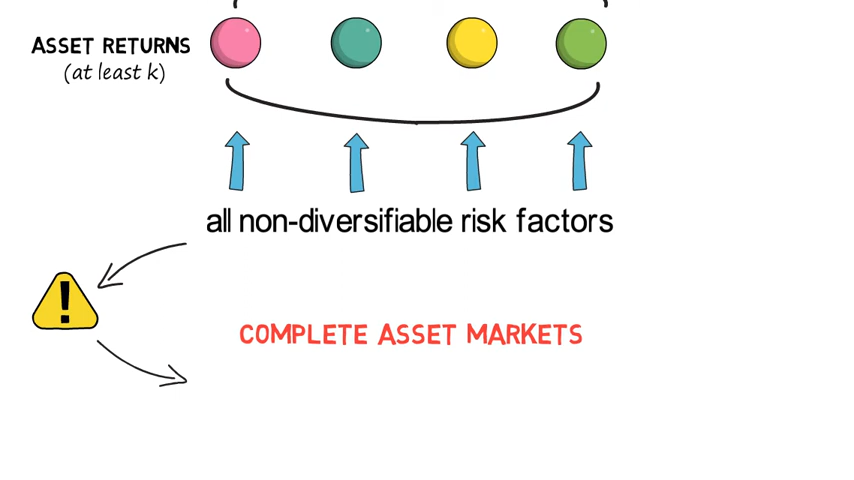 ASSET RETURNS
(at least k)
all non-diversifiable risk factors
!
COMPLETE ASSET MARKETS